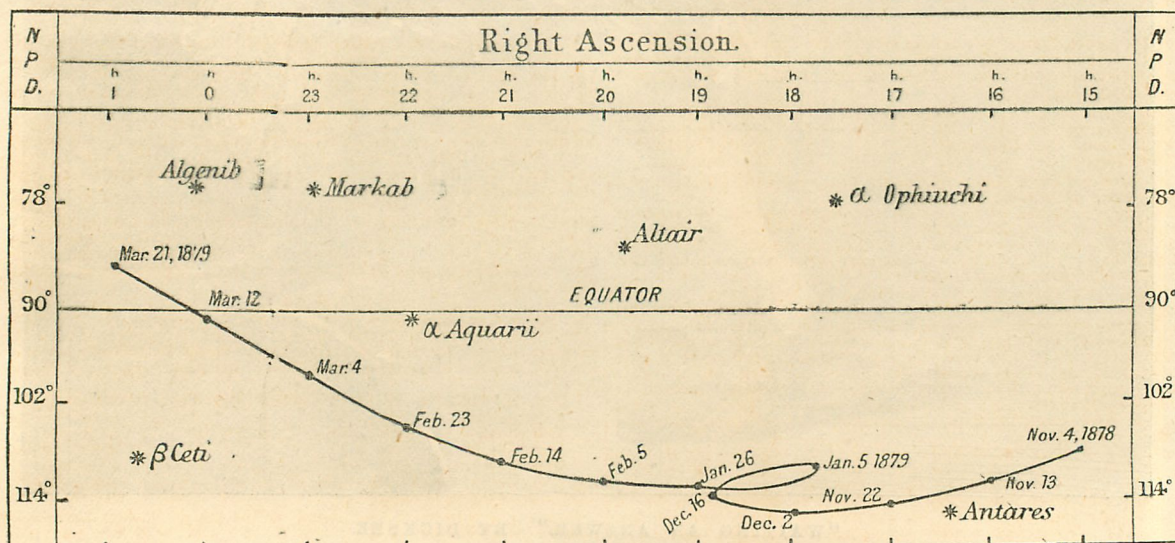 N P D.
Right Ascension.
N P D.
h. h. h. h. h. h. h. h. h. h. h.
1 0 23 22 21 20 19 18 17 16 15
Algenib
Markab
α Ophiuchi
78° 78°
Altair
Mar. 21, 1879
Mar. 12
EQUATOR
90° 90°
α Aquarii
Mar. 4
102° 102°
Feb. 23
Nov. 4, 1878
β Ceti
Feb. 14
Feb. 5
Jan. 26
Jan. 5 1879
Nov. 13
114° 114°
Dec. 16
Nov. 22
Dec. 2
Antàres